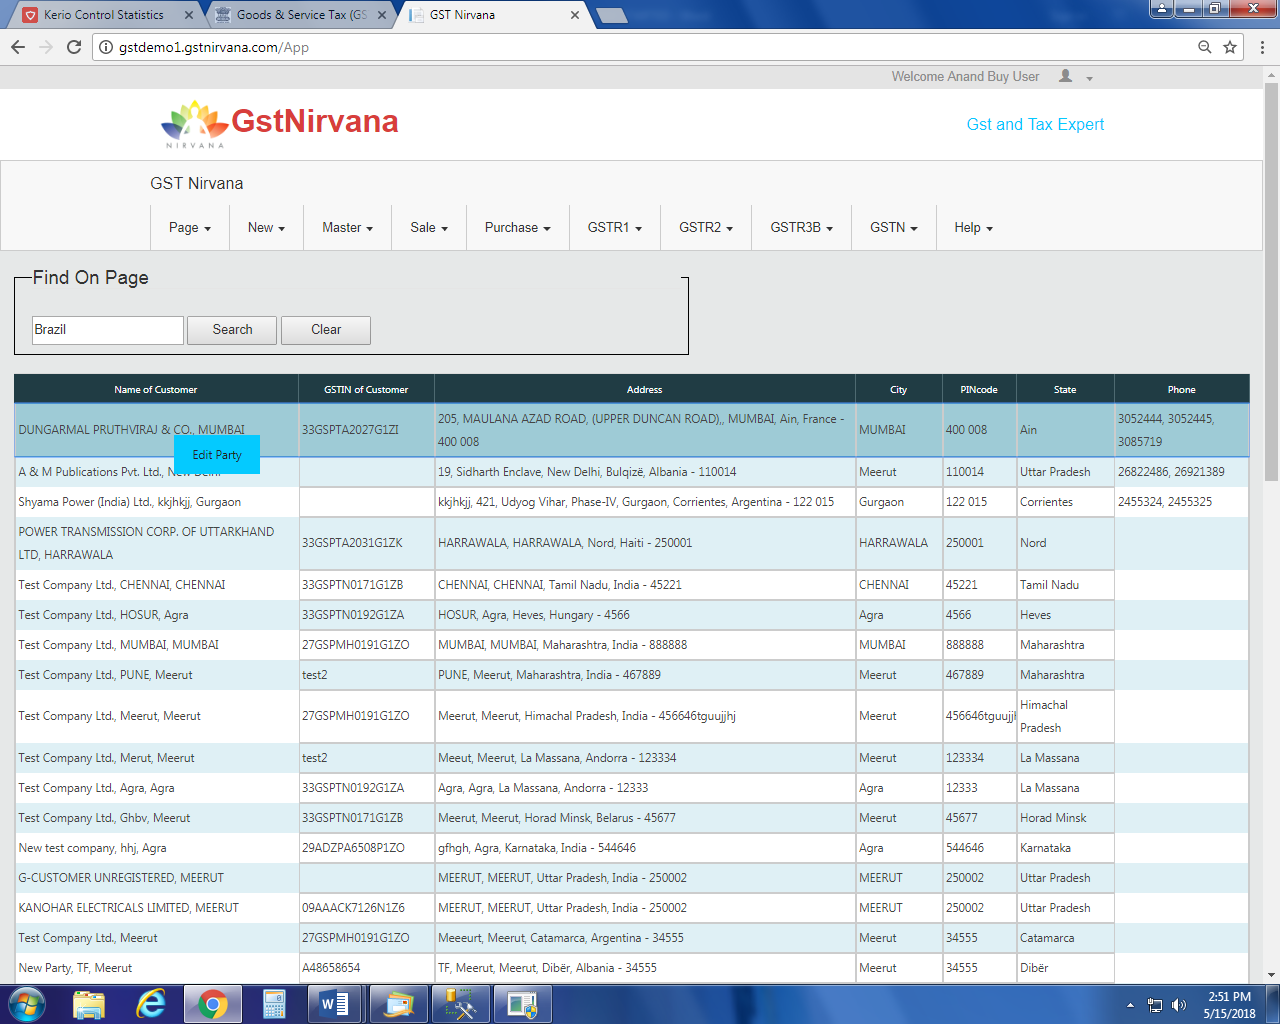 Kerio Control Statistics
Goods & Service Tax (GS
GST Nirvana
gstdemo1.gstnirvana.com/App
Welcome Anand Buy User
NIRVANA
GstNirvana
Gst and Tax Expert
GST Nirvana
Page New Master Sale Purchase GSTR1 GSTR2 GSTR3B GSTN Help
Find On Page
Brazil Search Clear
Name of Customer GSTIN of Customer Address City PINcode State Phone
DUNGARMAL PRUTHVIRAJ & CO., MUMBAI 33GSPTA2027G1ZI 205, MAULANA AZAD ROAD, (UPPER DUNCAN ROAD),, MUMBAI, Ain, France - 400 008 MUMBAI 400 008 Ain 3052444, 3052445, 3085719
Edit Party
A & M Publications Pvt. Ltd., New Delhi 19, Sidharth Enclave, New Delhi, Bulqizë, Albania - 110014 Meerut 110014 Uttar Pradesh 26822486, 26921389
Shyama Power (India) Ltd., kkjhkjj, Gurgaon kkjhkjj, 421, Udyog Vihar, Phase-IV, Gurgaon, Corrientes, Argentina - 122 015 Gurgaon 122 015 Corrientes 2455324, 2455325
POWER TRANSMISSION CORP. OF UTTARKHAND LTD, HARRAWALA 33GSPTA2031G1ZK HARRAWALA, HARRAWALA, Nord, Haiti - 250001 HARRAWALA 250001 Nord
Test Company Ltd., CHENNAI, CHENNAI 33GSPTN0171G1ZB CHENNAI, CHENNAI, Tamil Nadu, India - 45221 CHENNAI 45221 Tamil Nadu
Test Company Ltd., HOSUR, Agra 33GSPTN0192G1ZA HOSUR, Agra, Heves, Hungary - 4566 Agra 4566 Heves
Test Company Ltd., MUMBAI, MUMBAI 27GSPMH0191G1ZO MUMBAI, MUMBAI, Maharashtra, India - 888888 MUMBAI 888888 Maharashtra
Test Company Ltd., PUNE, Meerut test2 PUNE, Meerut, Maharashtra, India - 467889 Meerut 467889 Maharashtra
Test Company Ltd., Meerut, Meerut 27GSPMH0191G1ZO Meerut, Meerut, Himachal Pradesh, India - 456646tguujjhj Meerut 456646tguujjh Himachal Pradesh
Test Company Ltd., Merut, Meerut test2 Meeut, Meerut, La Massana, Andorra - 123334 Meerut 123334 La Massana
Test Company Ltd., Agra, Agra 33GSPTN0192G1ZA Agra, Agra, La Massana, Andorra - 12333 Agra 12333 La Massana
Test Company Ltd., Ghbv, Meerut 33GSPTN0171G1ZB Meerut, Meerut, Horad Minsk, Belarus - 45677 Meerut 45677 Horad Minsk
New test company, hhj, Agra 29ADZPA6508P1ZO gfhgh, Agra, Karnataka, India - 544646 Agra 544646 Karnataka
G-CUSTOMER UNREGISTERED, MEERUT MEERUT, MEERUT, Uttar Pradesh, India - 250002 MEERUT 250002 Uttar Pradesh
KANOHAR ELECTRICALS LIMITED, MEERUT 09AAACK7126N1Z6 MEERUT, MEERUT, Uttar Pradesh, India - 250002 MEERUT 250002 Uttar Pradesh
Test Company Ltd., Meerut 27GSPMH0191G1ZO Meeeurt, Meerut, Catamarca, Argentina - 34555 Meerut 34555 Catamarca
New Party, TF, Meerut A48658654 TF, Meerut, Meerut, Dibër, Albania - 34555 Meerut 34555 Dibër
2:51 PM
5/15/2018